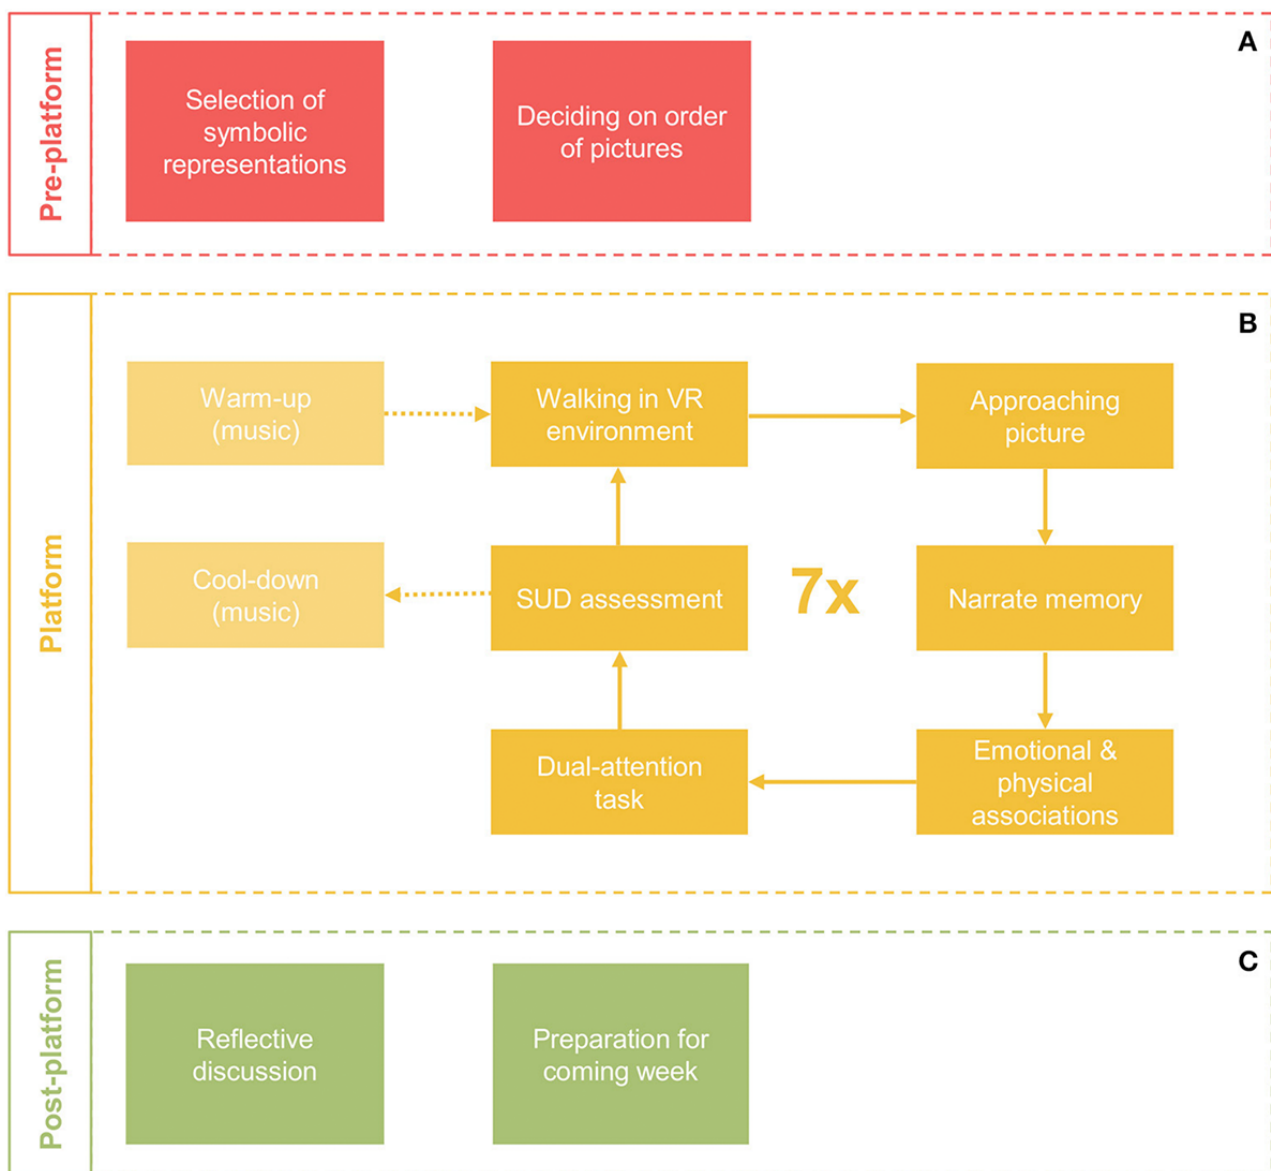 Pre-platform
A
Selection of
symbolic
representations
Deciding on order
of pictures
Platform
B
Warm-up
(music)
Walking in VR
environment
Approaching
picture
Cool-down
(music)
SUD assessment
7x
Narrate memory
Dual-attention
task
Emotional &
physical
associations
Post-platform
C
Reflective
discussion
Preparation for
coming week